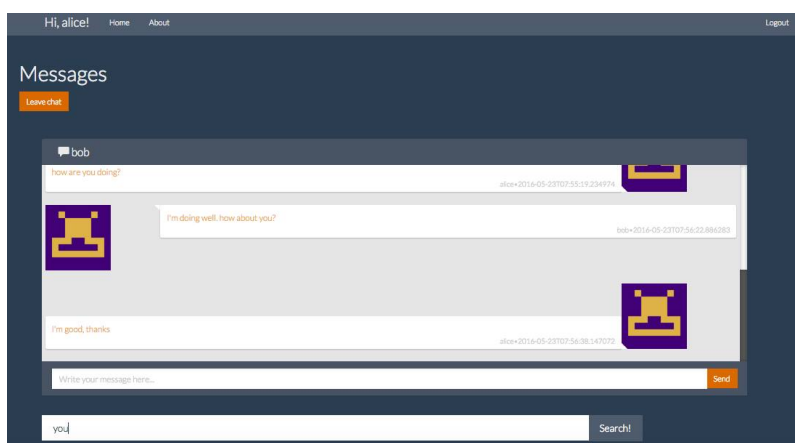 Hi, alice! Home About Logout
Messages
Leave chat
bob
how are you doing?
alice•2016-05-23T07:55:19.234974
I'm doing well. how about you?
bob•2016-05-23T07:56:22.886283
I'm good, thanks
alice•2016-05-23T07:56:38.147072
Write your message here... Send
you Search!